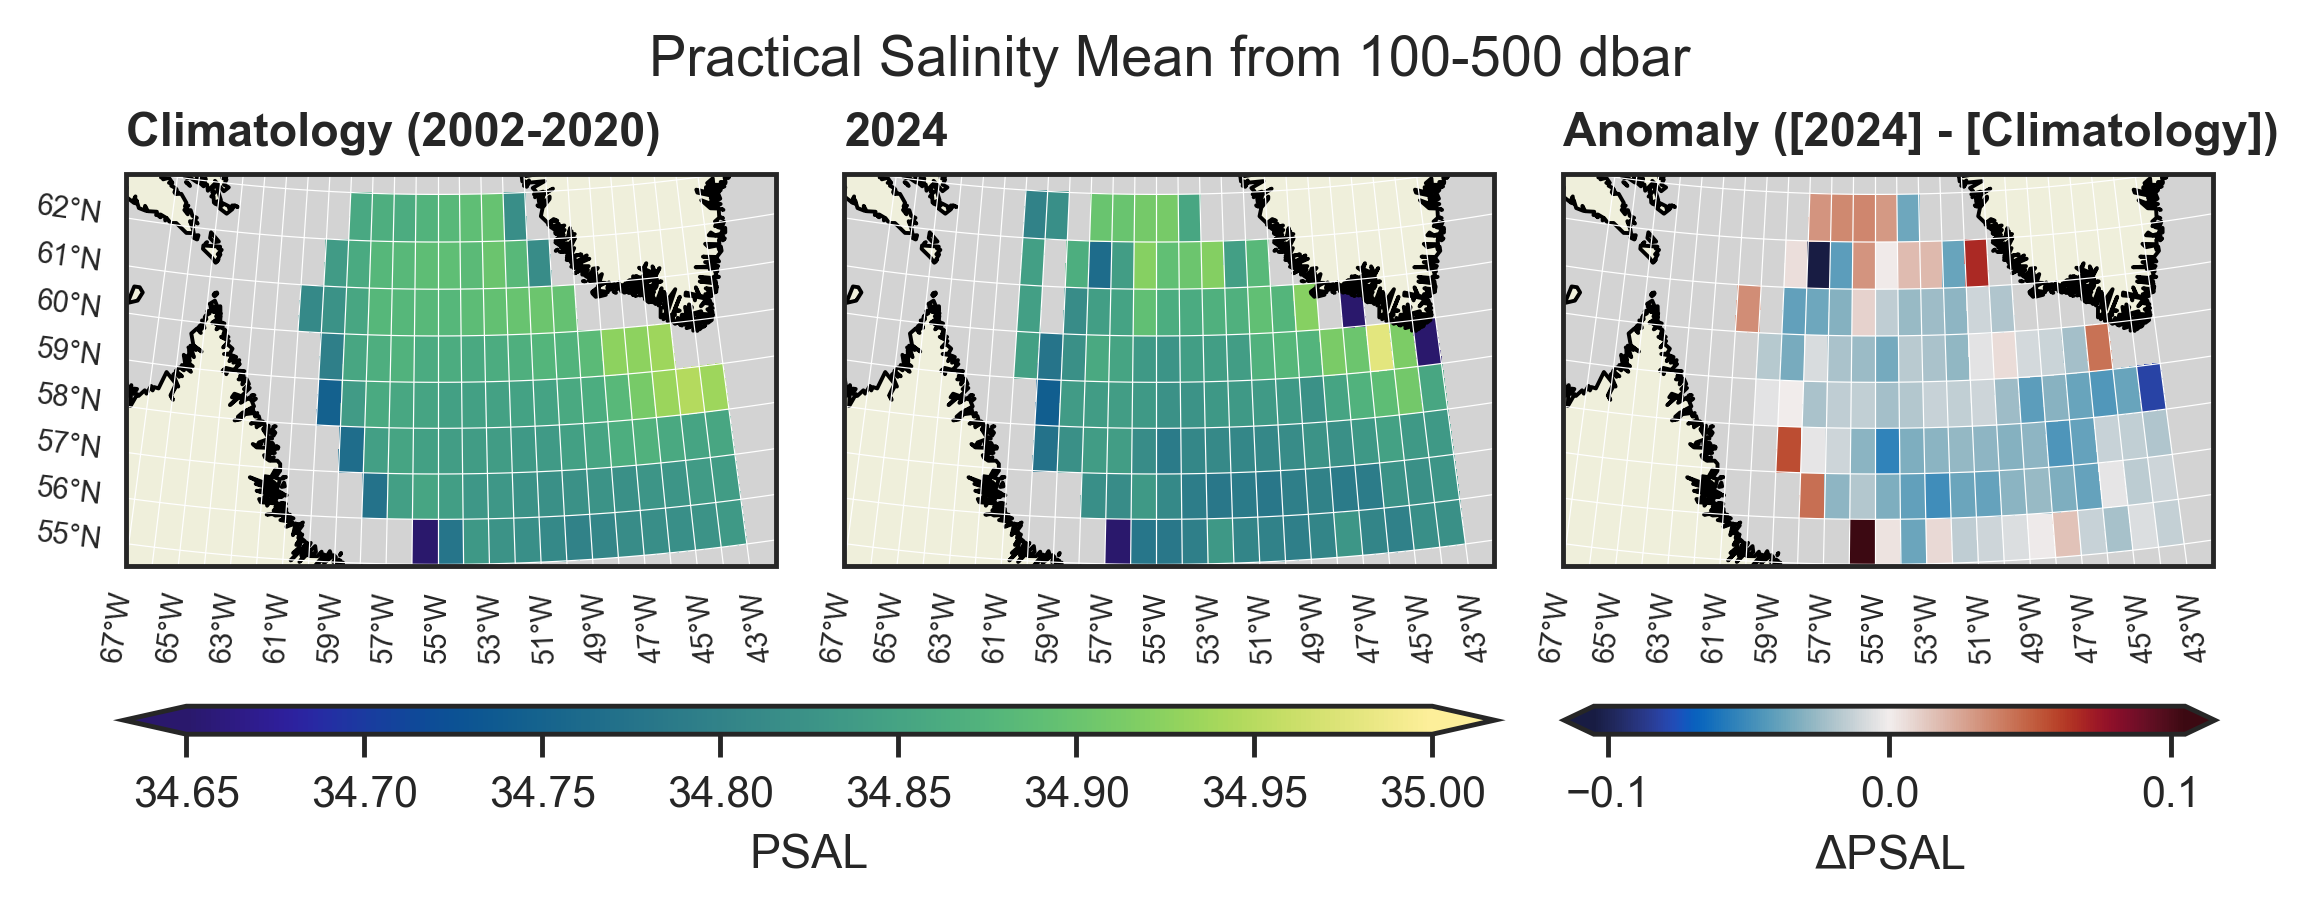 Practical Salinity Mean from 100-500 dbar
Climatology (2002-2020)
2024
Anomaly ([2024] - [Climatology])
62°N
61°N
60°N
59°N
58°N
57°N
56°N
55°N
67°W 65°W 63°W 61°W 59°W 57°W 55°W 53°W 51°W 49°W 47°W 45°W 43°W
67°W 65°W 63°W 61°W 59°W 57°W 55°W 53°W 51°W 49°W 47°W 45°W 43°W
67°W 65°W 63°W 61°W 59°W 57°W 55°W 53°W 51°W 49°W 47°W 45°W 43°W
34.65 34.70 34.75 34.80 34.85 34.90 34.95 35.00
PSAL
−0.1 0.0 0.1
ΔPSAL